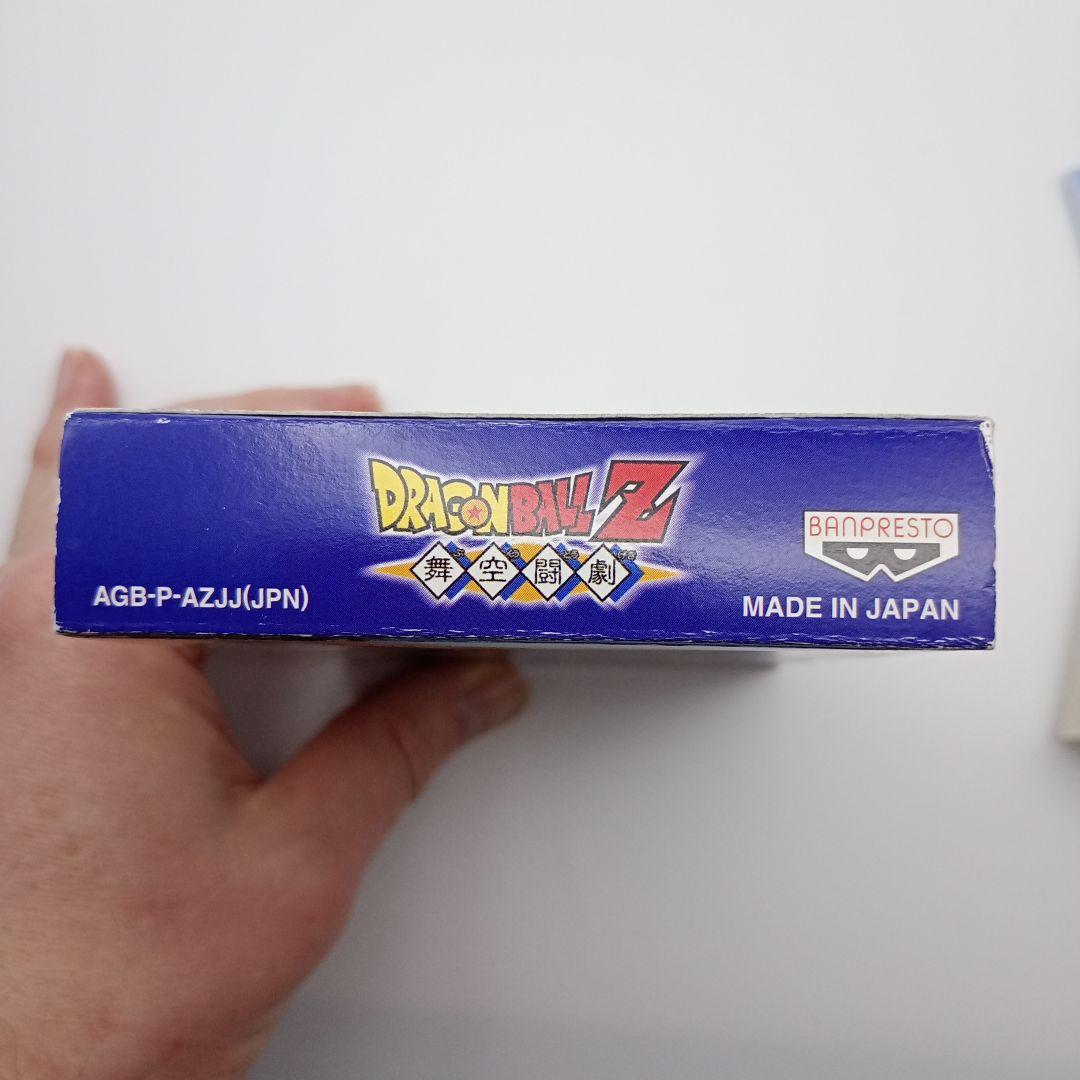 DRAGON BALL Z
舞空闘劇
AGB-P-AZJJ(JPN)
BANPRESTO
MADE IN JAPAN